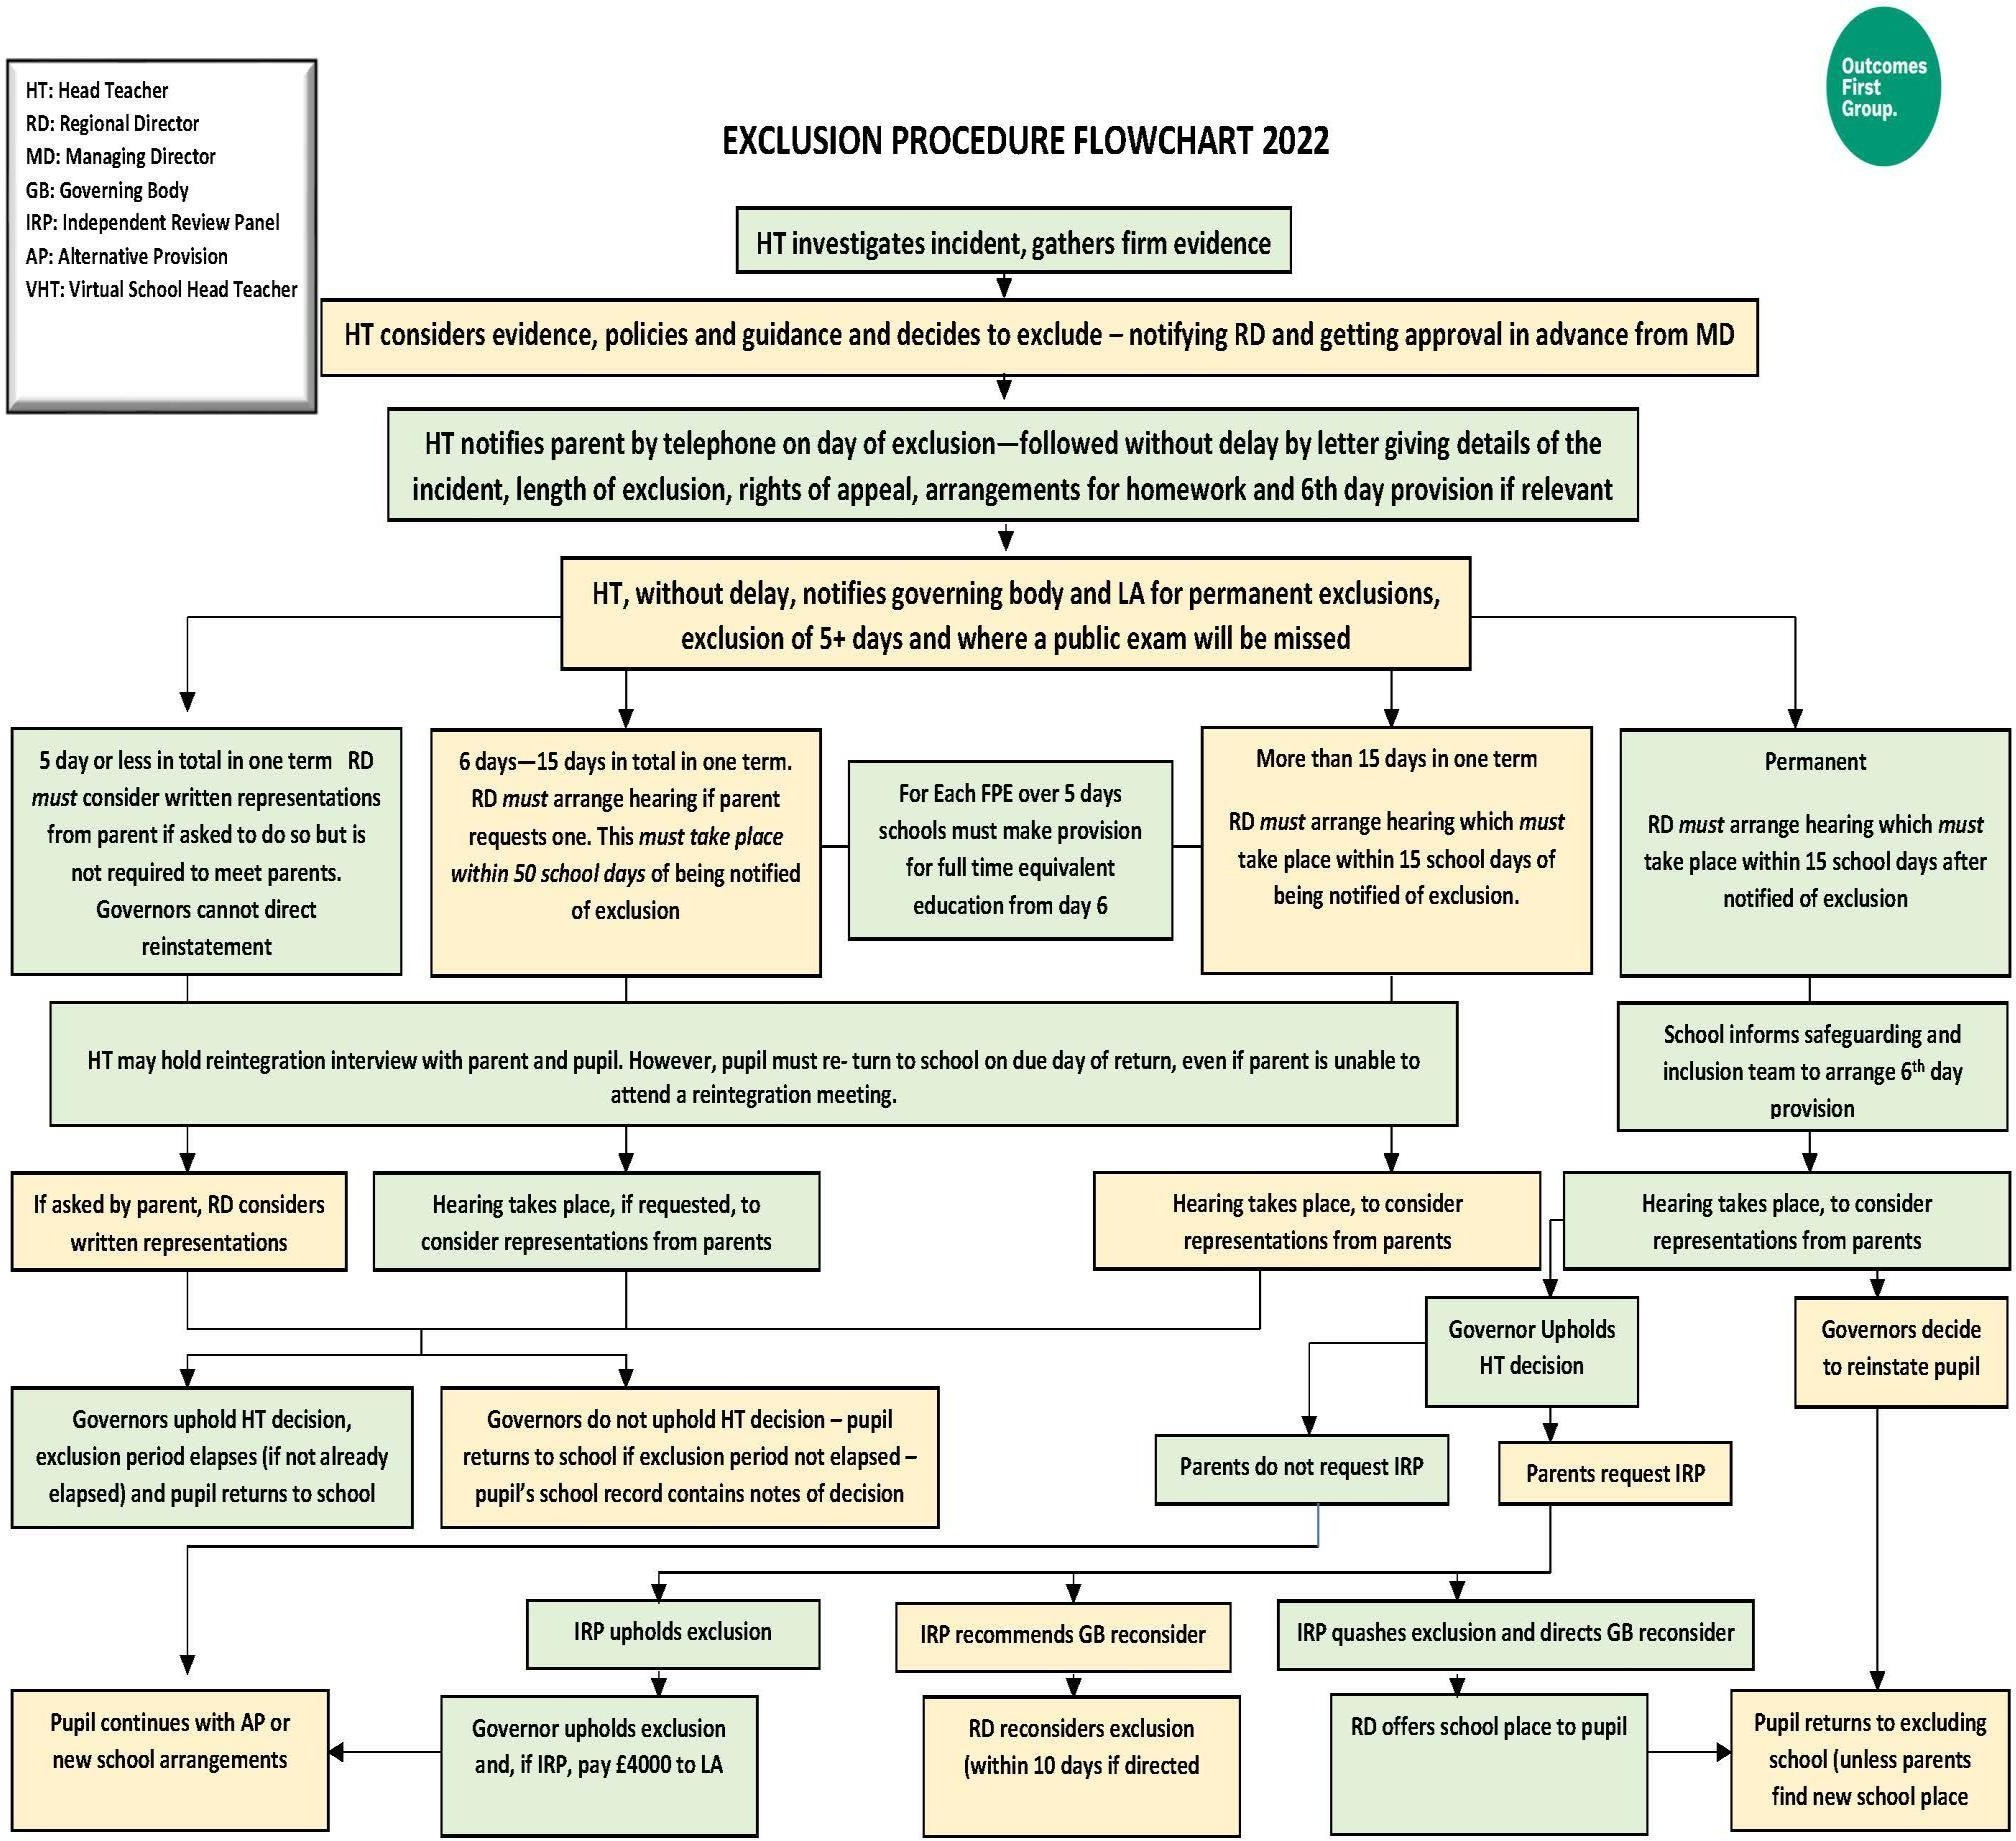 Outcomes
First
Group.
HT: Head Teacher
RD: Regional Director
MD: Managing Director
GB: Governing Body
IRP: Independent Review Panel
AP: Alternative Provision
VHT: Virtual School Head Teacher
EXCLUSION PROCEDURE FLOWCHART 2022
HT investigates incident, gathers firm evidence
HT considers evidence, policies and guidance and decides to exclude – notifying RD and getting approval in advance from MD
HT notifies parent by telephone on day of exclusion—followed without delay by letter giving details of the
incident, length of exclusion, rights of appeal, arrangements for homework and 6th day provision if relevant
HT, without delay, notifies governing body and LA for permanent exclusions,
exclusion of 5+ days and where a public exam will be missed
5 day or less in total in one term RD
must consider written representations
from parent if asked to do so but is
not required to meet parents.
Governors cannot direct
reinstatement
6 days—15 days in total in one term.
RD must arrange hearing if parent
requests one. This must take place
within 50 school days of being notified
of exclusion
For Each FPE over 5 days
schools must make provision
for full time equivalent
education from day 6
More than 15 days in one term
RD must arrange hearing which must
take place within 15 school days of
being notified of exclusion.
Permanent
RD must arrange hearing which must
take place within 15 school days after
notified of exclusion
HT may hold reintegration interview with parent and pupil. However, pupil must re- turn to school on due day of return, even if parent is unable to
attend a reintegration meeting.
School informs safeguarding and
inclusion team to arrange 6th day
provision
If asked by parent, RD considers
written representations
Hearing takes place, if requested, to
consider representations from parents
Hearing takes place, to consider
representations from parents
Hearing takes place, to consider
representations from parents
Governor Upholds
HT decision
Governors decide
to reinstate pupil
Governors uphold HT decision,
exclusion period elapses (if not already
elapsed) and pupil returns to school
Governors do not uphold HT decision – pupil
returns to school if exclusion period not elapsed –
pupil's school record contains notes of decision
Parents do not request IRP
Parents request IRP
IRP upholds exclusion
IRP recommends GB reconsider
IRP quashes exclusion and directs GB reconsider
Pupil continues with AP or
new school arrangements
Governor upholds exclusion
and, if IRP, pay £4000 to LA
RD reconsiders exclusion
(within 10 days if directed
RD offers school place to pupil
Pupil returns to excluding
school (unless parents
find new school place